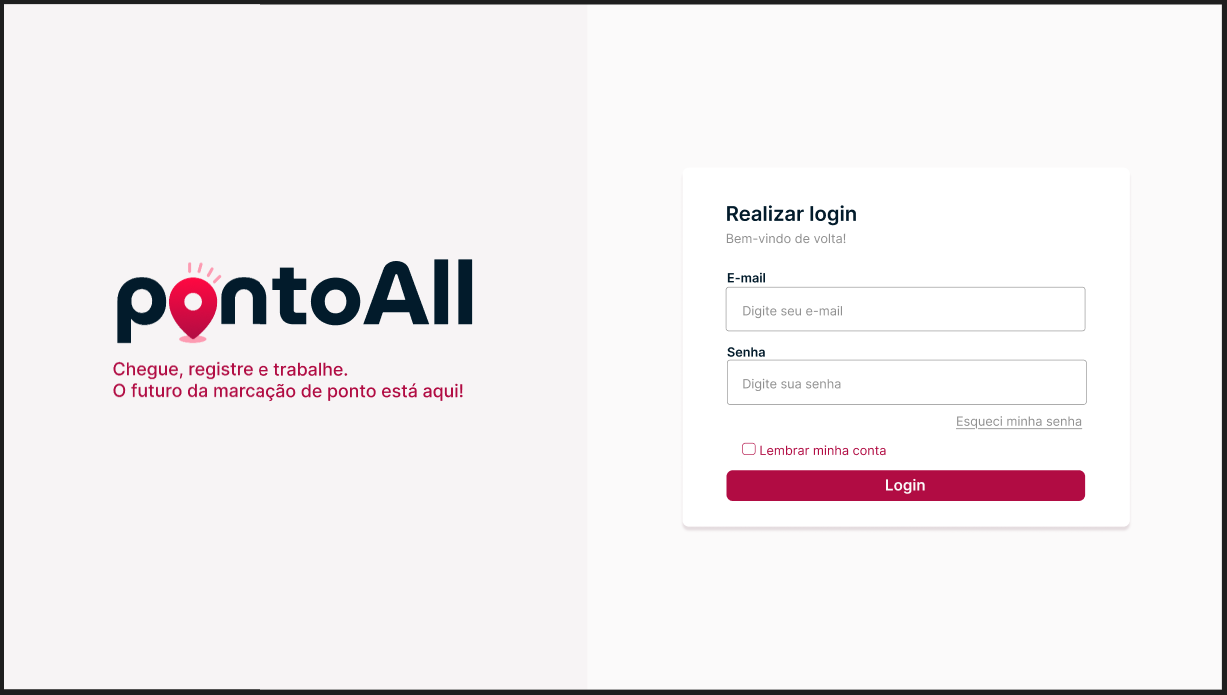 pontoAll
Chegue, registre e trabalhe.
O futuro da marcação de ponto está aqui!
Realizar login
Bem-vindo de volta!
E-mail
Digite seu e-mail
Senha
Digite sua senha
Esqueci minha senha
Lembrar minha conta
Login